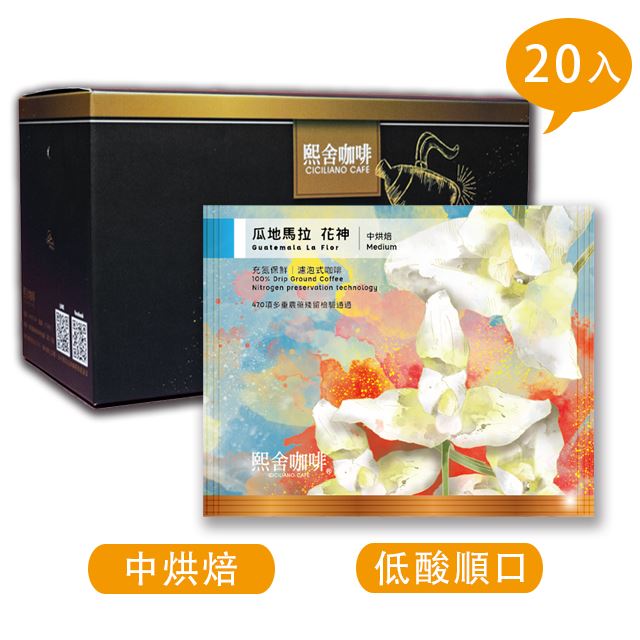 20入
熙舍咖啡
CICILIANO CAFE
瓜地馬拉 花神
Guatemala La Flor
中烘焙
Medium
充氮保鮮｜濾泡式咖啡
100% Drip Ground Coffee
Nitrogen preservation technology
470項多重農藥殘留檢驗通過
熙舍咖啡®
CICILIANO CAFE
中烘焙
低酸順口